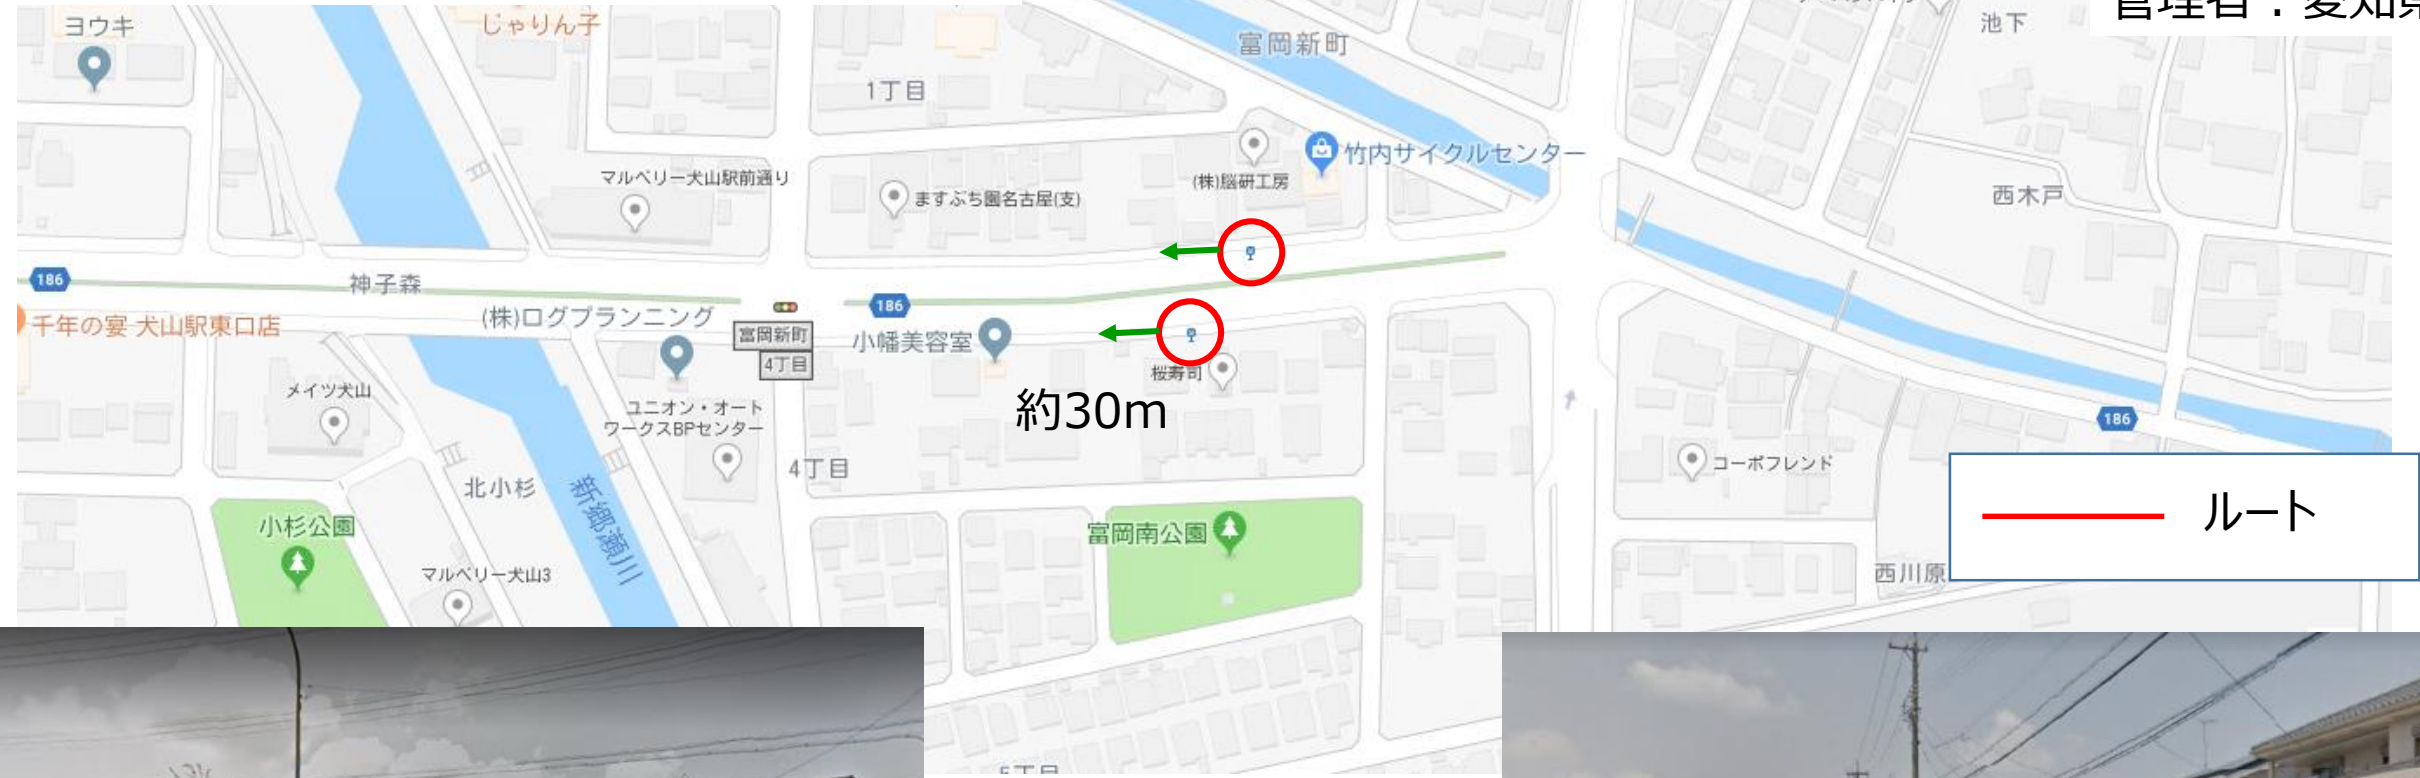 ヨウキ
じゃりん子
富岡新町
池下
管理者：愛知県
1丁目
マルベリー犬山駅前通り
ますぶち園名古屋(支)
(株)脳研工房
竹内サイクルセンター
西木戸
186
神子森
千年の宴 犬山駅東口店
(株)ログプランニング
富岡新町
4丁目
186
小幡美容室
桜寿司
約30m
メイツ犬山
ユニオン・オート
ワークスBPセンター
4丁目
186
コーポフレンド
北小杉
新郷瀬川
小杉公園
富岡南公園
ルート
マルベリー犬山3
西川原